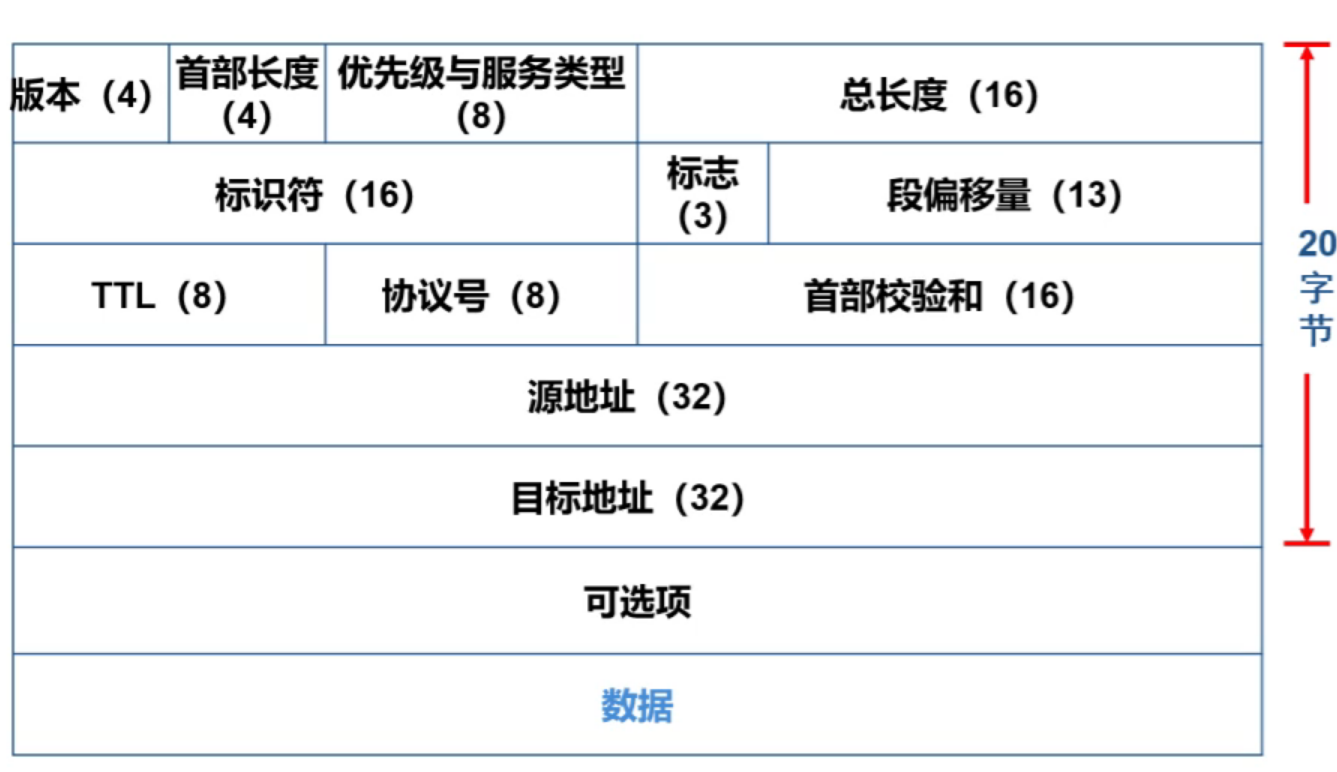 版本（4）
首部长度
（4）
优先级与服务类型
（8）
总长度（16）
标识符（16）
标志
（3）
段偏移量（13）
TTL（8）
协议号（8）
首部校验和（16）
源地址（32）
目标地址（32）
可选项
数据
20
字
节